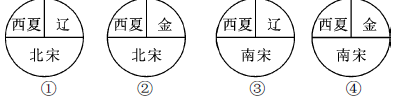 西夏 辽 西夏 金 西夏 辽 西夏 金
北宋 北宋 南宋 南宋
① ② ③ ④